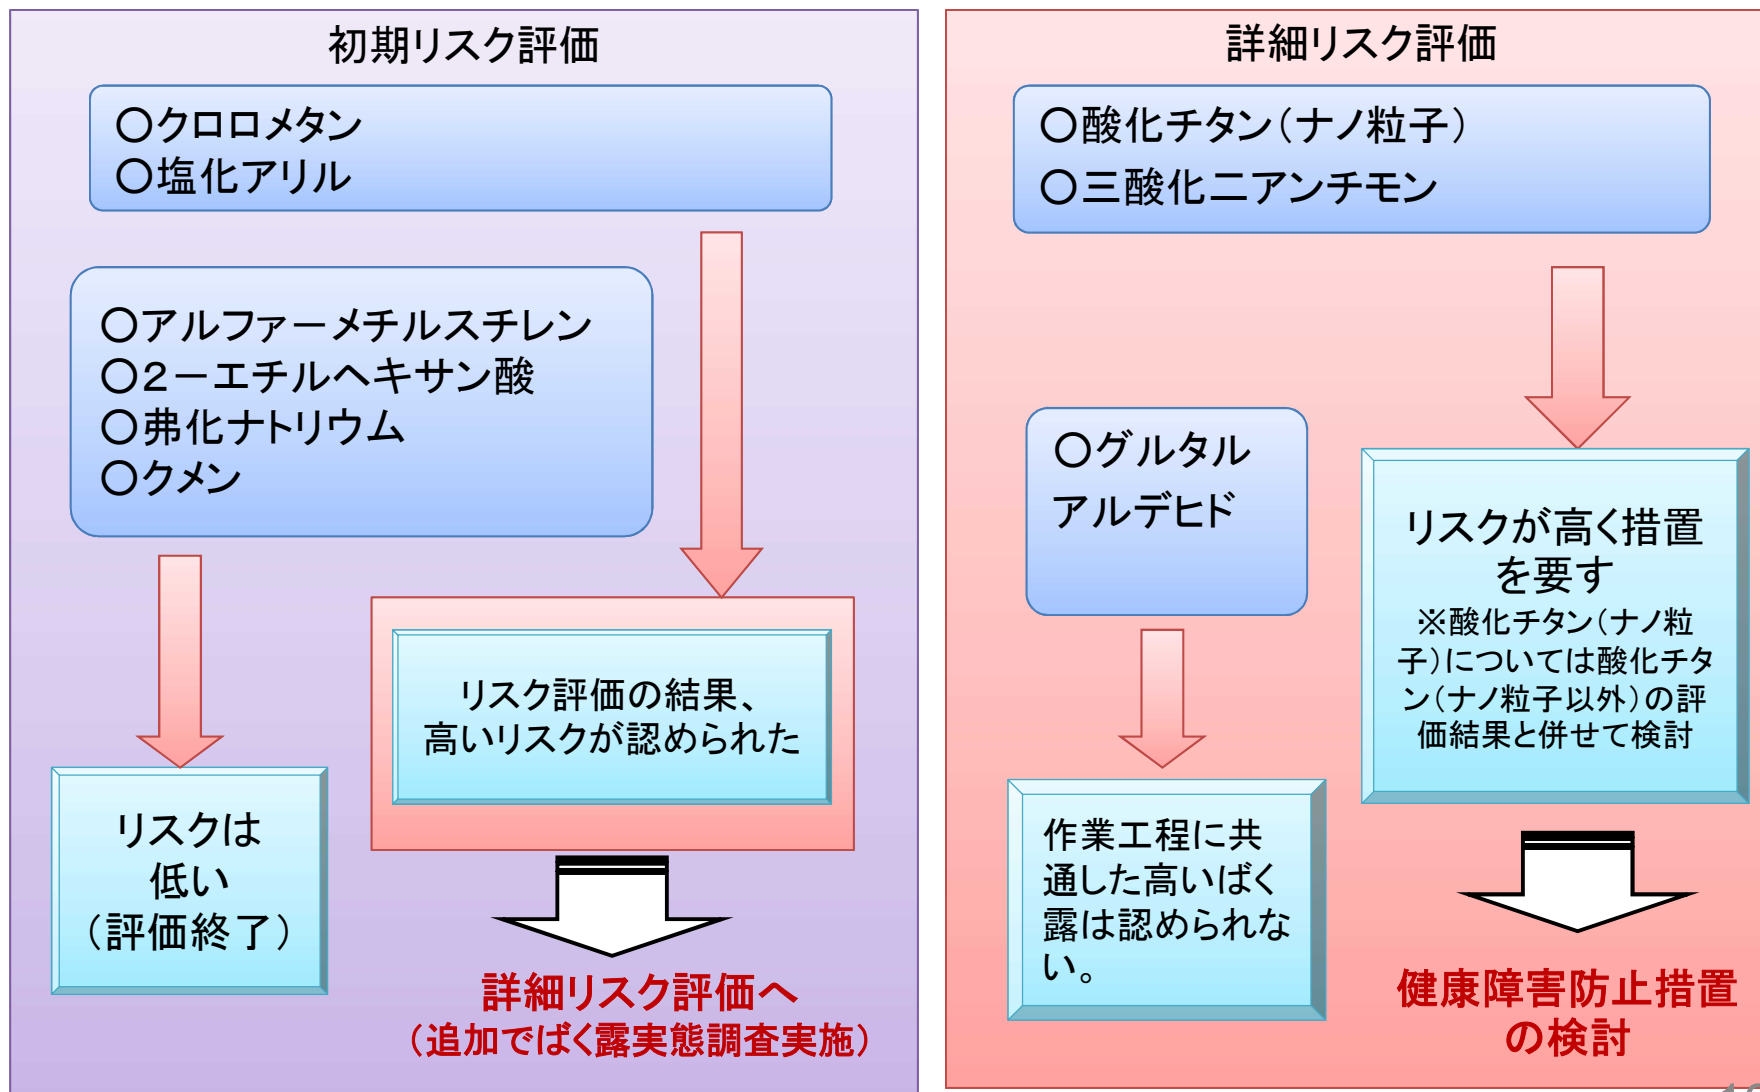 初期リスク評価
○クロロメタン
○塩化アリル
○アルファーメチルスチレン
○2－エチルヘキサン酸
○弗化ナトリウム
○クメン
リスクは
低い
（評価終了）
リスク評価の結果、
高いリスクが認められた
詳細リスク評価へ
（追加でばく露実態調査実施）
詳細リスク評価
○酸化チタン（ナノ粒子）
○三酸化二アンチモン
○グルタル
アルデヒド
作業工程に共
通した高いばく
露は認められな
い。
リスクが高く措置
を要す
※酸化チタン（ナノ粒
子）については酸化チタ
ン（ナノ粒子以外）の評
価結果と併せて検討
健康障害防止措置
の検討